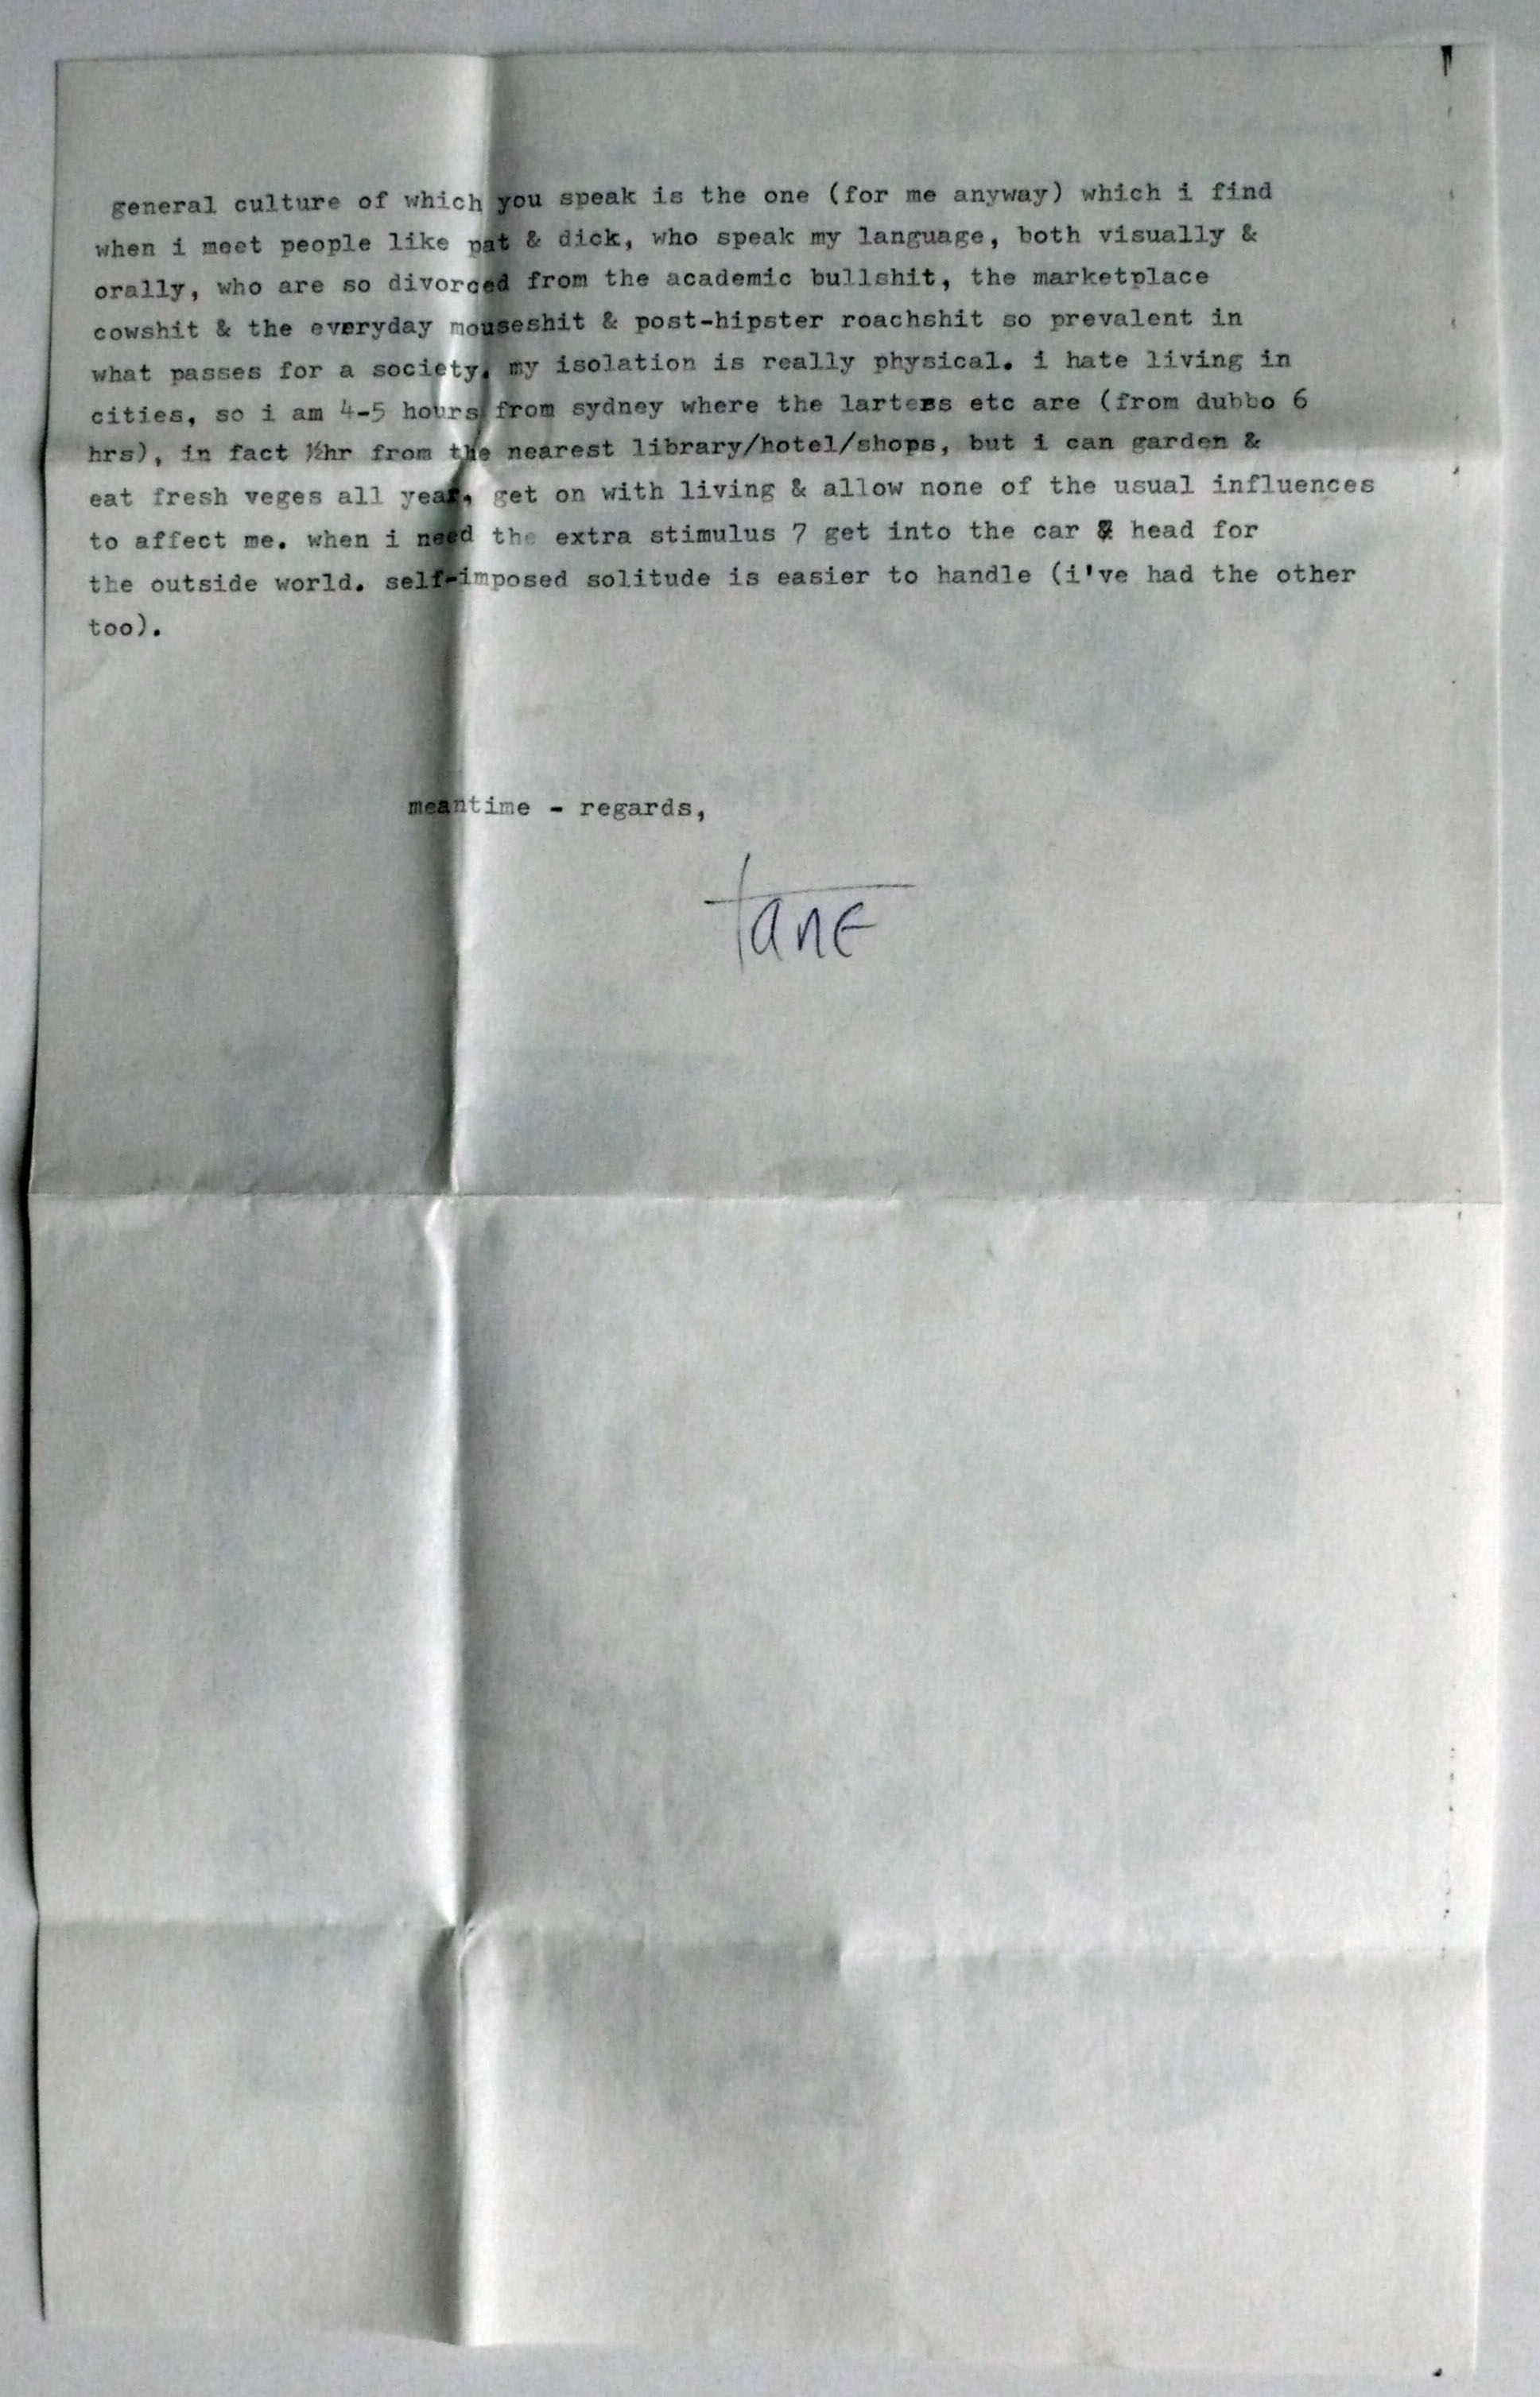 general culture of which you speak is the one (for me anyway) which i find
when i meet people like pat & dick, who speak my language, both visually &
orally, who are so divorced from the academic bullshit, the marketplace
cowshit & the everyday mouseshit & post-hipster roachshit so prevalent in
what passes for a society. my isolation is really physical. i hate living in
cities, so i am 4-5 hours from sydney where the larters etc are (from dubbo 6
hrs), in fact ½hr from the nearest library/hotel/shops, but i can garden &
eat fresh veges all year, get on with living & allow none of the usual influences
to affect me. when i need the extra stimulus 7 get into the car & head for
the outside world. self-imposed solitude is easier to handle (i've had the other
too).
meantime - regards,
tane